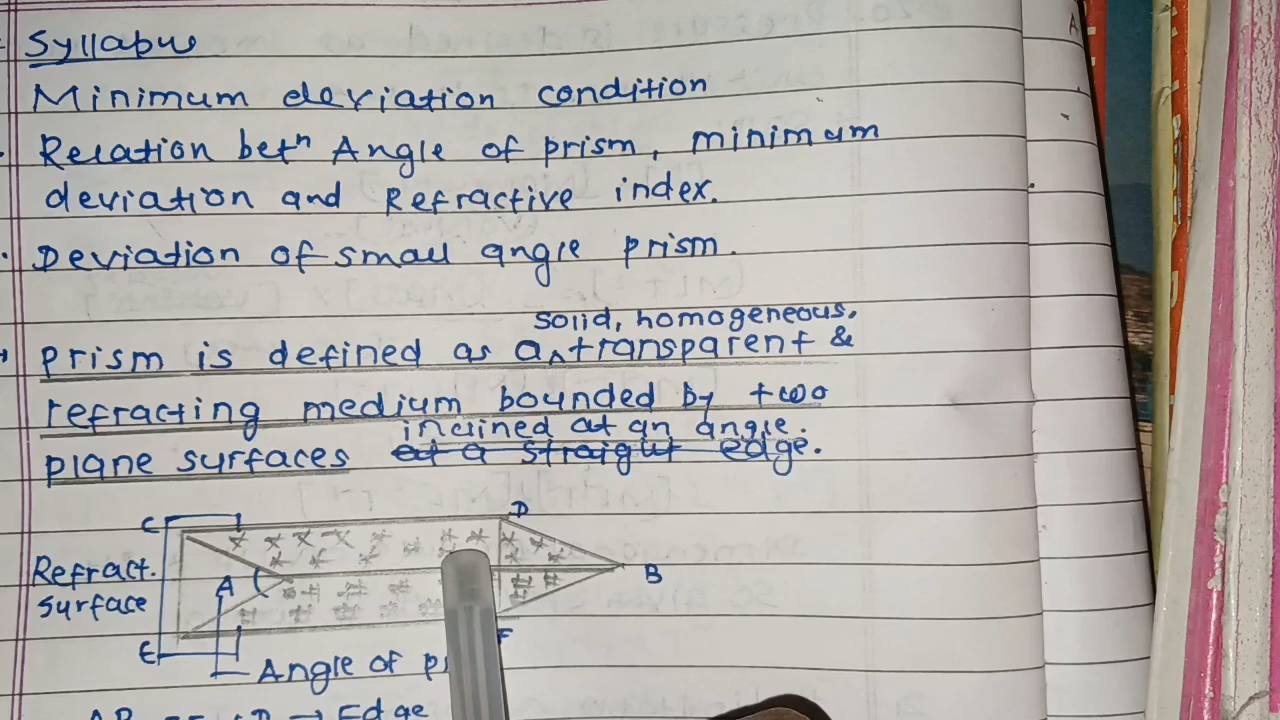 Syllabus
Minimum deviation condition
Relation betⁿ Angle of prism, minimum
deviation and Refractive index.
Deviation of small angle prism.
solid, homogeneous,
prism is defined as a^transparent &
refracting medium bounded by two
inclined at an angle.
plane surfaces at a straight edge.
C
D
Refract.
surface
A
B
E
F
Angle of p
Edge